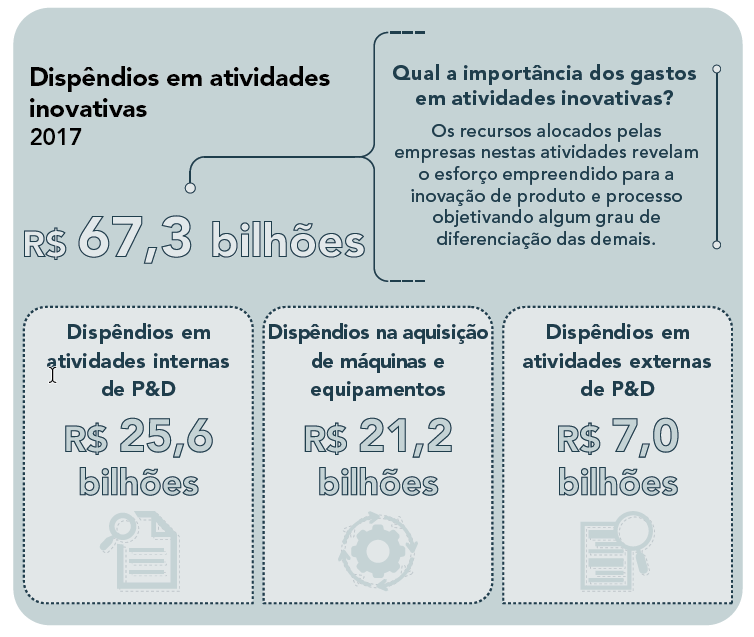 Dispêndios em atividades
inovativas
2017
R$ 67,3 bilhões
Qual a importância dos gastos
em atividades inovativas?
Os recursos alocados pelas
empresas nestas atividades revelam
o esforço empreendido para a
inovação de produto e processo
objetivando algum grau de
diferenciação das demais.
Dispêndios em
atividades internas
de P&D
R$ 25,6
bilhões
Dispêndios na aquisição
de máquinas e
equipamentos
R$ 21,2
bilhões
Dispêndios em
atividades externas
de P&D
R$ 7,0
bilhões